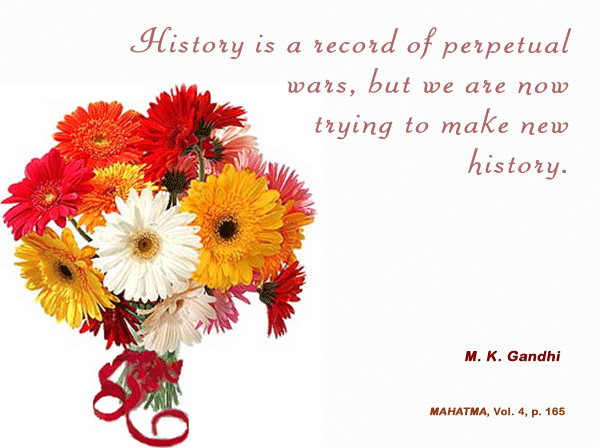 History is a record of perpetual
wars, but we are now
trying to make new
history.
M. K. Gandhi
MAHATMA, Vol. 4, p. 165